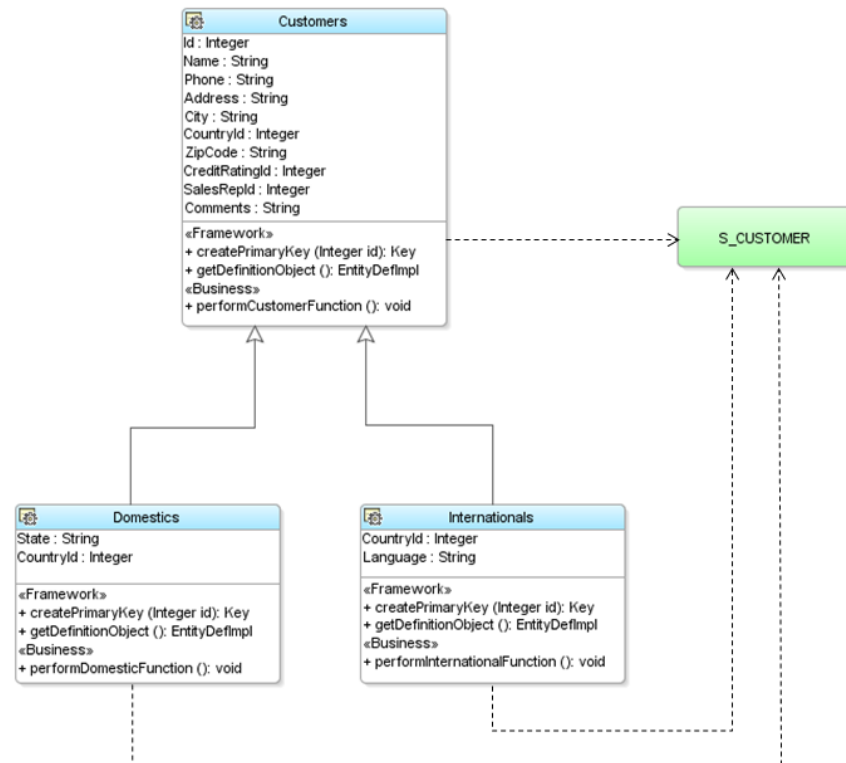 Customers
Id : Integer
Name : String
Phone : String
Address : String
City : String
CountryId : Integer
ZipCode : String
CreditRatingId : Integer
SalesRepId : Integer
Comments : String
«Framework»
+ createPrimaryKey (Integer id): Key
+ getDefinitionObject (): EntityDefImpl
«Business»
+ performCustomerFunction (): void
S_CUSTOMER
Domestics
State : String
CountryId : Integer
«Framework»
+ createPrimaryKey (Integer id): Key
+ getDefinitionObject (): EntityDefImpl
«Business»
+ performDomesticFunction (): void
Internationals
CountryId : Integer
Language : String
«Framework»
+ createPrimaryKey (Integer id): Key
+ getDefinitionObject (): EntityDefImpl
«Business»
+ performInternationalFunction (): void